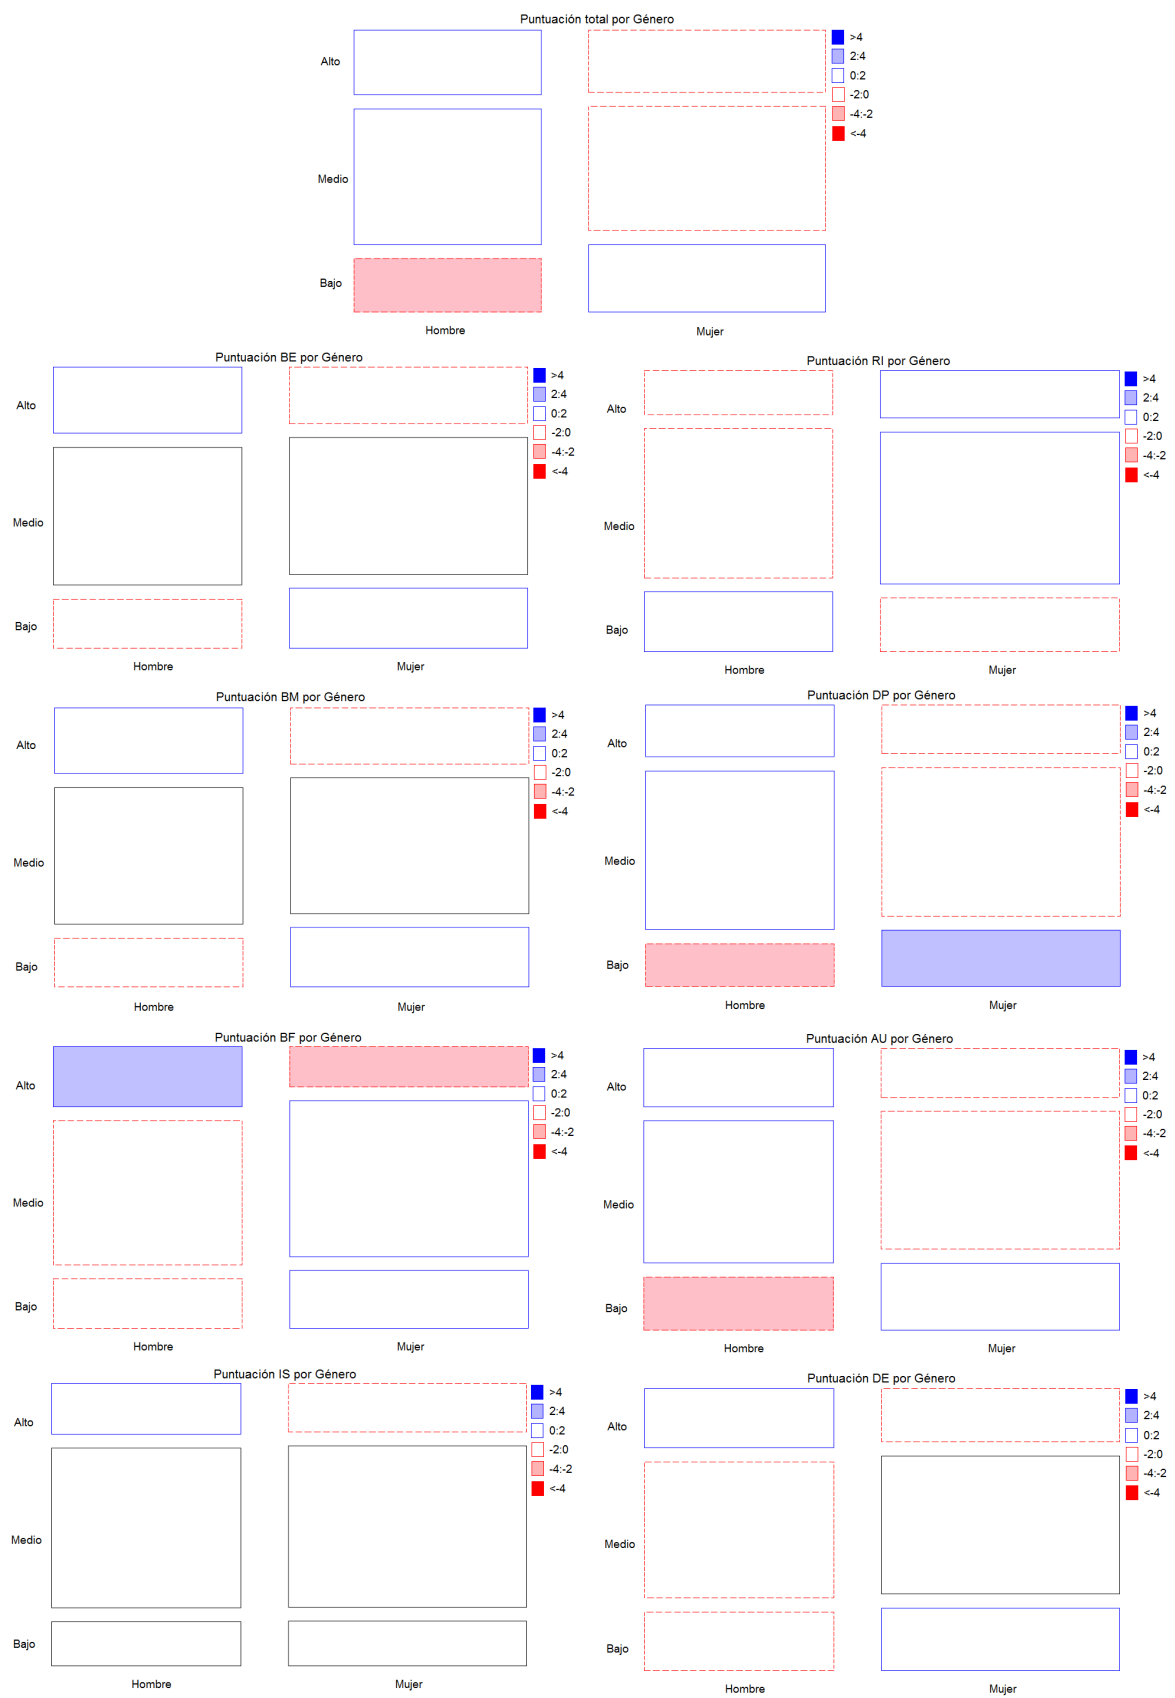 Puntuación total por Género
Alto
Medio
Bajo
Hombre
Mujer
>4
2:4
0:2
-2:0
-4:-2
<-4
Puntuación BE por Género
Alto
Medio
Bajo
Hombre
Mujer
>4
2:4
0:2
-2:0
-4:-2
<-4
Puntuación RI por Género
Alto
Medio
Bajo
Hombre
Mujer
>4
2:4
0:2
-2:0
-4:-2
<-4
Puntuación BM por Género
Alto
Medio
Bajo
Hombre
Mujer
>4
2:4
0:2
-2:0
-4:-2
<-4
Puntuación DP por Género
Alto
Medio
Bajo
Hombre
Mujer
>4
2:4
0:2
-2:0
-4:-2
<-4
Puntuación BF por Género
Alto
Medio
Bajo
Hombre
Mujer
>4
2:4
0:2
-2:0
-4:-2
<-4
Puntuación AU por Género
Alto
Medio
Bajo
Hombre
Mujer
>4
2:4
0:2
-2:0
-4:-2
<-4
Puntuación IS por Género
Alto
Medio
Bajo
Hombre
Mujer
>4
2:4
0:2
-2:0
-4:-2
<-4
Puntuación DE por Género
Alto
Medio
Bajo
Hombre
Mujer
>4
2:4
0:2
-2:0
-4:-2
<-4